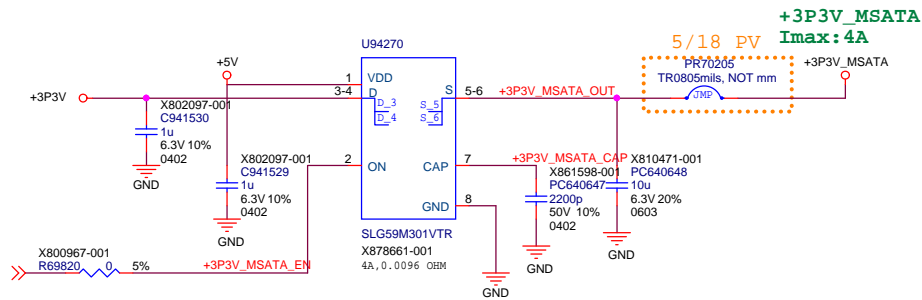 +3P3V_MSATA
Imax:4A
5/18 PV
U94270
PR70205
TR0805mils, NOT mm
JMP
+3P3V_MSATA
+5V
+3P3V
1
VDD
3-4
D
D_3
D_4
S
S_5
S_6
5-6
+3P3V_MSATA_OUT
X802097-001
C941530
1u
6.3V 10%
0402
GND
X802097-001
C941529
1u
6.3V 10%
0402
GND
2
ON
CAP
7
+3P3V_MSATA_CAP
X861598-001
PC640647
2200p
50V 10%
0402
GND
X810471-001
PC640648
10u
6.3V 20%
0603
GND
GND
8
GND
SLG59M301VTR
X878661-001
4A,0.0096 OHM
X800967-001
R69820
0
5%
+3P3V_MSATA_EN